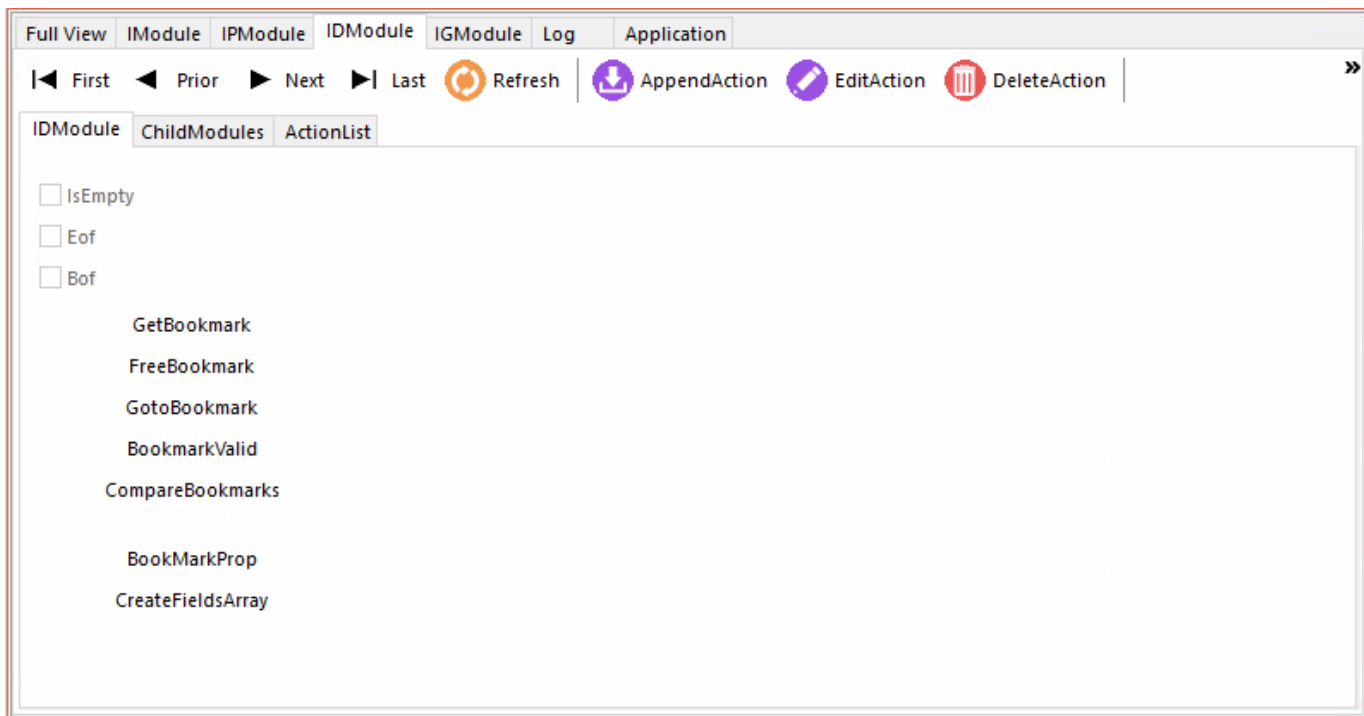 Full View IModule IPModule IDModule IGModule Log Application
First Prior Next Last Refresh AppendAction EditAction DeleteAction »
IDModule ChildModules ActionList
IsEmpty
Eof
Bof
GetBookmark
FreeBookmark
GotoBookmark
BookmarkValid
CompareBookmarks
BookMarkProp
CreateFieldsArray